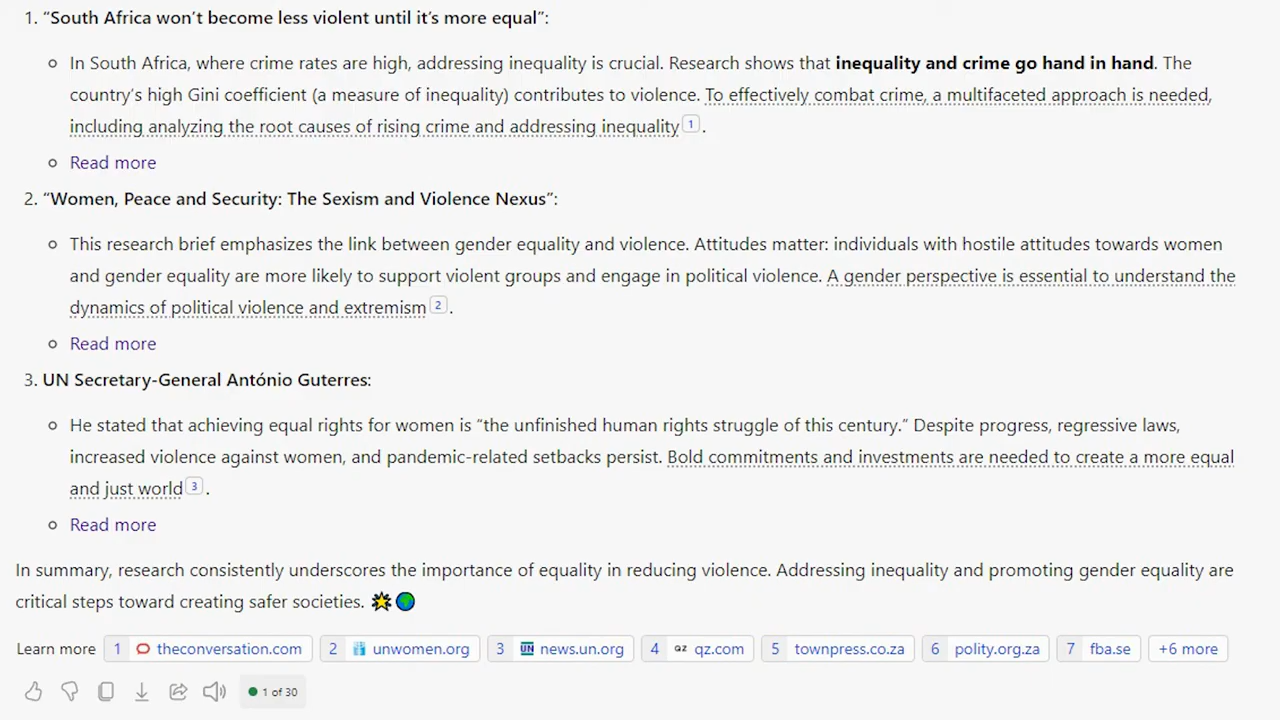 1. “South Africa won’t become less violent until it’s more equal”:
In South Africa, where crime rates are high, addressing inequality is crucial. Research shows that inequality and crime go hand in hand. The
country’s high Gini coefficient (a measure of inequality) contributes to violence. To effectively combat crime, a multifaceted approach is needed,
including analyzing the root causes of rising crime and addressing inequality 1 .
Read more
2. “Women, Peace and Security: The Sexism and Violence Nexus”:
This research brief emphasizes the link between gender equality and violence. Attitudes matter: individuals with hostile attitudes towards women
and gender equality are more likely to support violent groups and engage in political violence. A gender perspective is essential to understand the
dynamics of political violence and extremism 2 .
Read more
3. UN Secretary-General António Guterres:
He stated that achieving equal rights for women is “the unfinished human rights struggle of this century.” Despite progress, regressive laws,
increased violence against women, and pandemic-related setbacks persist. Bold commitments and investments are needed to create a more equal
and just world 3 .
Read more
In summary, research consistently underscores the importance of equality in reducing violence. Addressing inequality and promoting gender equality are
critical steps toward creating safer societies. 🌟🌍
Learn more 1 theconversation.com 2 unwomen.org 3 UN news.un.org 4 QZ qz.com 5 townpress.co.za 6 polity.org.za 7 fba.se +6 more
1 of 30